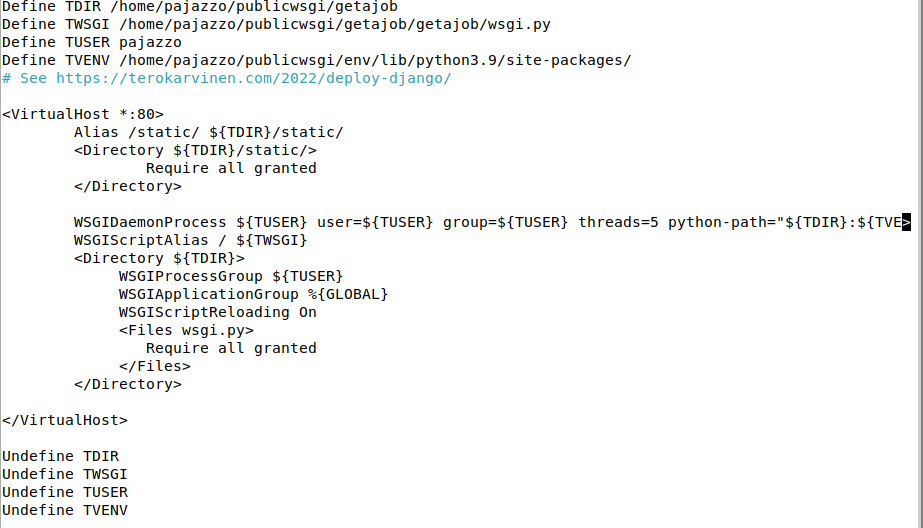 Define TDIR /home/pajazzo/publicwsgi/getajob
Define TWSGI /home/pajazzo/publicwsgi/getajob/getajob/wsgi.py
Define TUSER pajazzo
Define TVENV /home/pajazzo/publicwsgi/env/lib/python3.9/site-packages/
# See https://terokarvinen.com/2022/deploy-django/
<VirtualHost *:80>
Alias /static/ ${TDIR}/static/
<Directory ${TDIR}/static/>
Require all granted
</Directory>
WSGIDaemonProcess ${TUSER} user=${TUSER} group=${TUSER} threads=5 python-path="${TDIR}:${TVE>
WSGIScriptAlias / ${TWSGI}
<Directory ${TDIR}>
WSGIProcessGroup ${TUSER}
WSGIApplicationGroup %{GLOBAL}
WSGIScriptReloading On
<Files wsgi.py>
Require all granted
</Files>
</Directory>
</VirtualHost>
Undefine TDIR
Undefine TWSGI
Undefine TUSER
Undefine TVENV